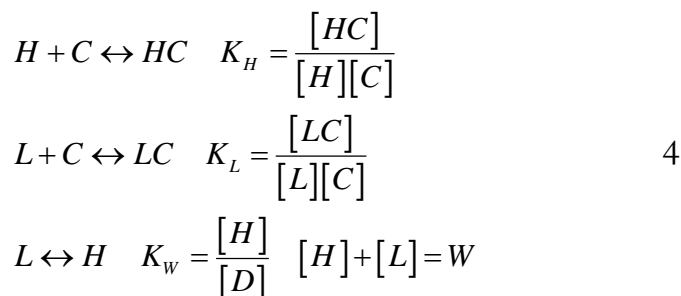 H + C ↔ HC K_H = [HC] / [H][C]
L + C ↔ LC K_L = [LC] / [L][C] 4
L ↔ H K_W = [H] / [D] [H] + [L] = W